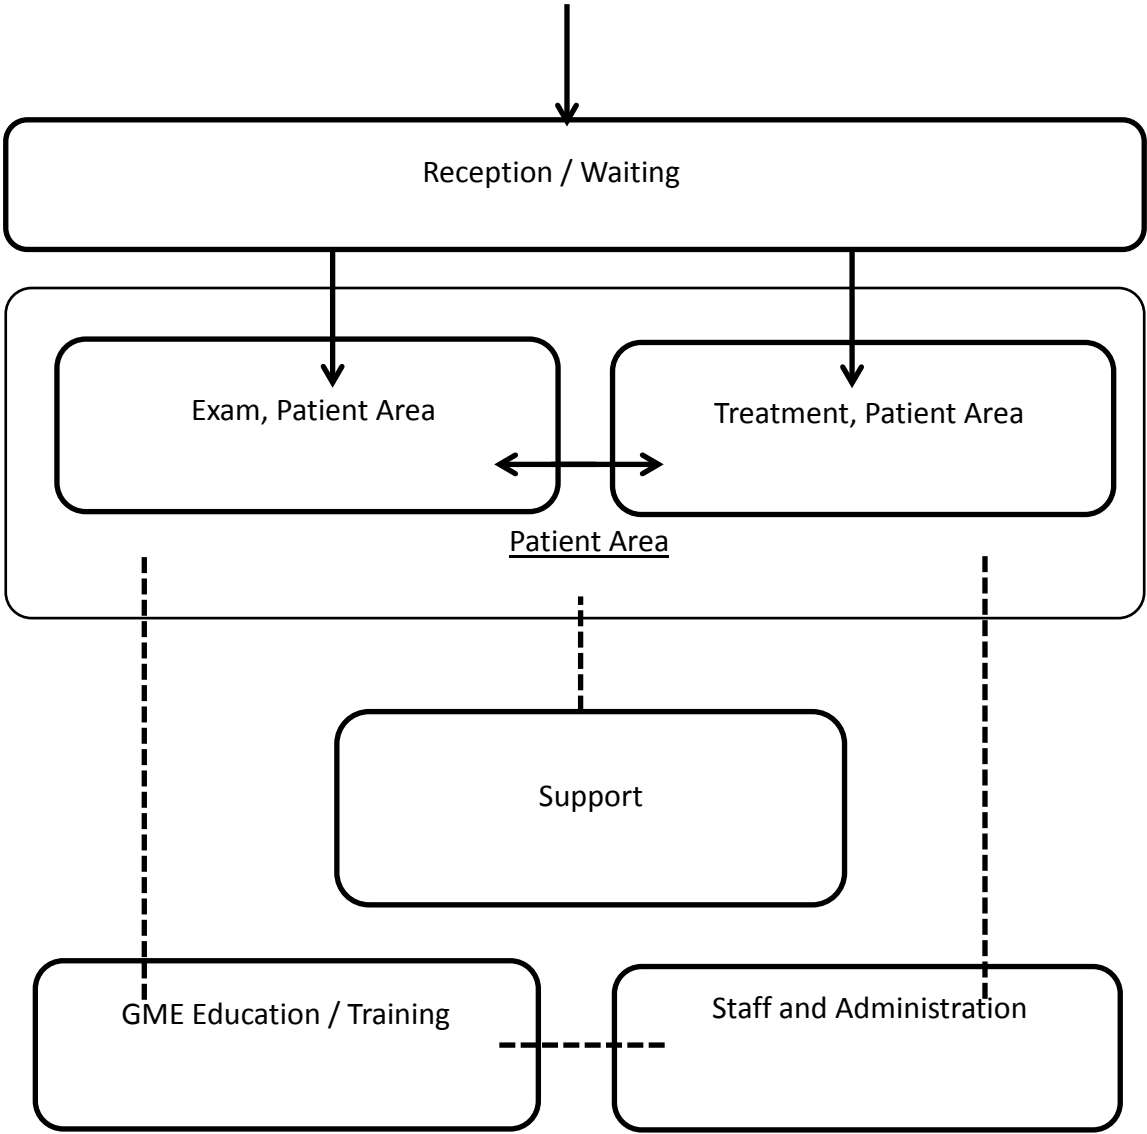 Reception / Waiting
Exam, Patient Area
Treatment, Patient Area
Patient Area
Support
GME Education / Training
Staff and Administration